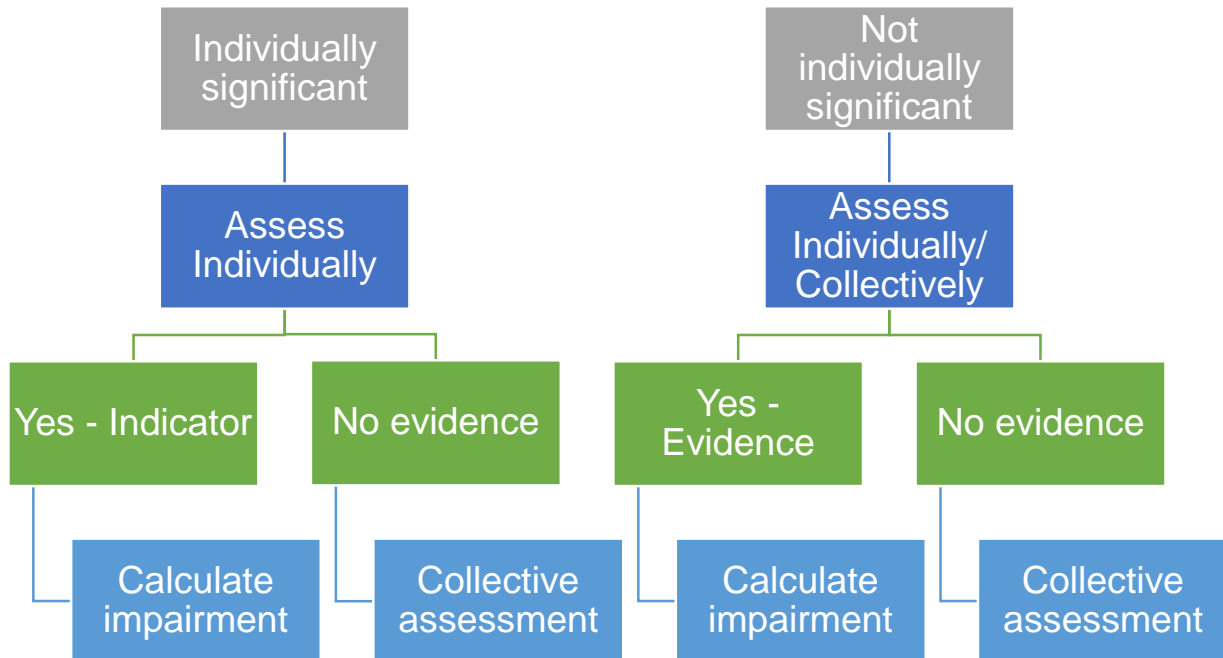 Individually
significant
Not
individually
significant
Assess
Individually
Assess
Individually/
Collectively
Yes - Indicator
No evidence
Yes -
Evidence
No evidence
Calculate
impairment
Collective
assessment
Calculate
impairment
Collective
assessment